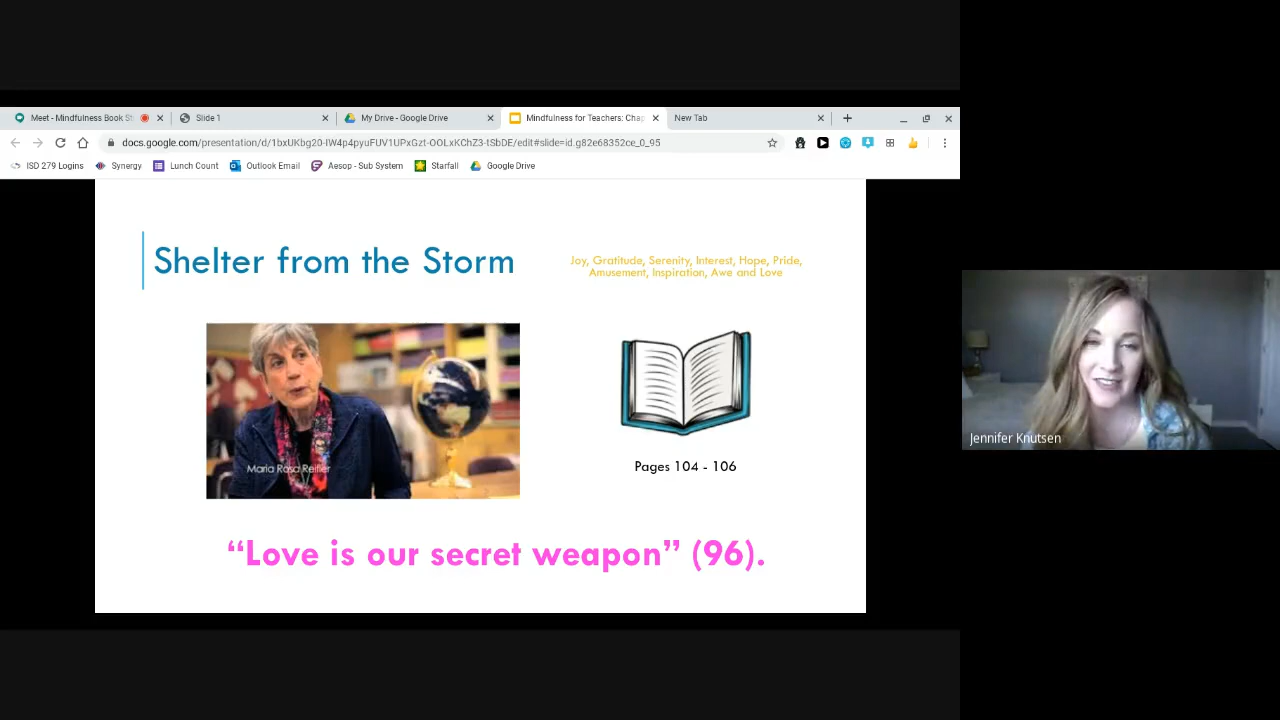 Meet - Mindfulness Book St
Slide 1
My Drive - Google Drive
Mindfulness for Teachers: Chap
New Tab
docs.google.com/presentation/d/1bxUKbg20-IW4p4pyuFUV1UPxGzt-OOLxKChZ3-tSbDE/edit#slide=id.g82e68352ce_0_95
ISD 279 Logins
Synergy
Lunch Count
Outlook Email
Aesop - Sub System
Starfall
Google Drive
Shelter from the Storm
Joy, Gratitude, Serenity, Interest, Hope, Pride,
Amusement, Inspiration, Awe and Love
Maria Rosa Reifler
Pages 104 - 106
“Love is our secret weapon” (96).
Jennifer Knutsen